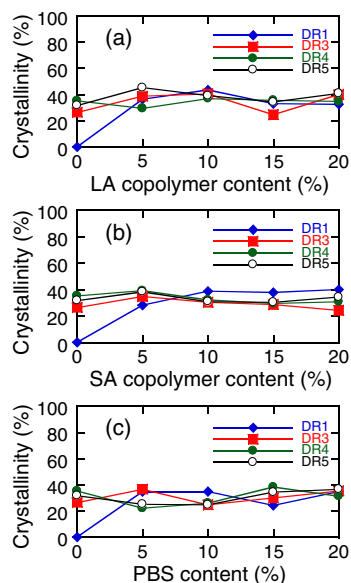 Crystallinity (%)
100
80
60
40
20
0
(a)
DR1
DR3
DR4
DR5
0 5 10 15 20
LA copolymer content (%)
Crystallinity (%)
100
80
60
40
20
0
(b)
DR1
DR3
DR4
DR5
0 5 10 15 20
SA copolymer content (%)
Crystallinity (%)
100
80
60
40
20
0
(c)
DR1
DR3
DR4
DR5
0 5 10 15 20
PBS content (%)